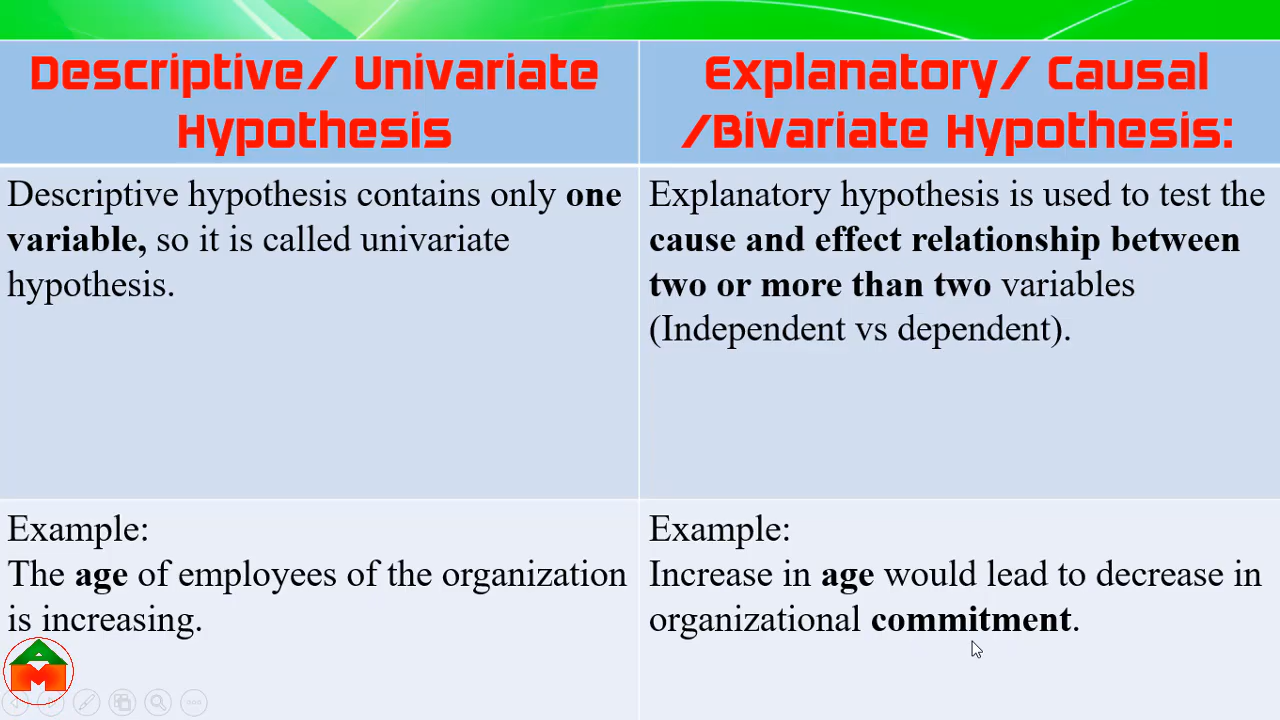 Descriptive/ Univariate
Hypothesis
Explanatory/ Causal
/Bivariate Hypothesis:
Descriptive hypothesis contains only one
variable, so it is called univariate
hypothesis.
Explanatory hypothesis is used to test the
cause and effect relationship between
two or more than two variables
(Independent vs dependent).
Example:
The age of employees of the organization
is increasing.
Example:
Increase in age would lead to decrease in
organizational commitment.
A
M